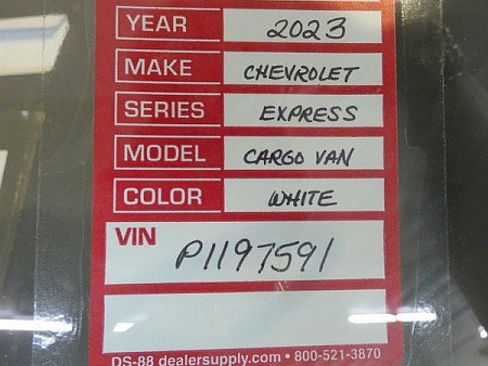 YEAR 2023
MAKE CHEVROLET
SERIES EXPRESS
MODEL CARGO VAN
COLOR WHITE
VIN
P1197591
DS-88 dealersupply.com • 800-521-3870